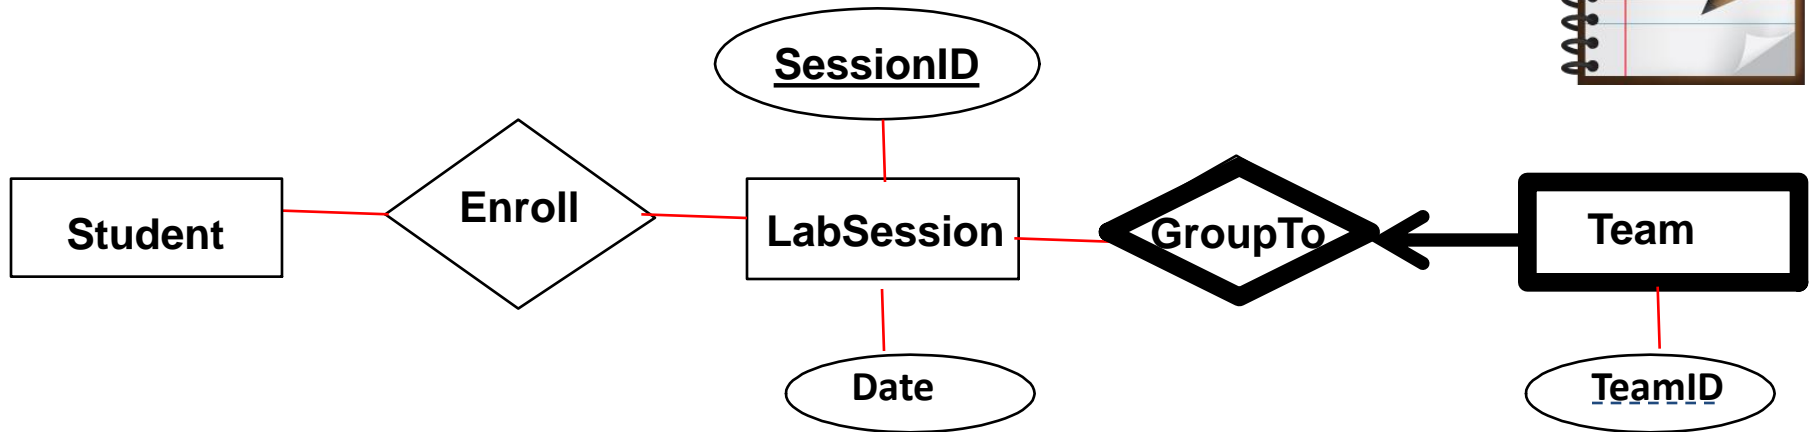 SessionID
Student
Enroll
LabSession
GroupTo
Team
Date
TeamID